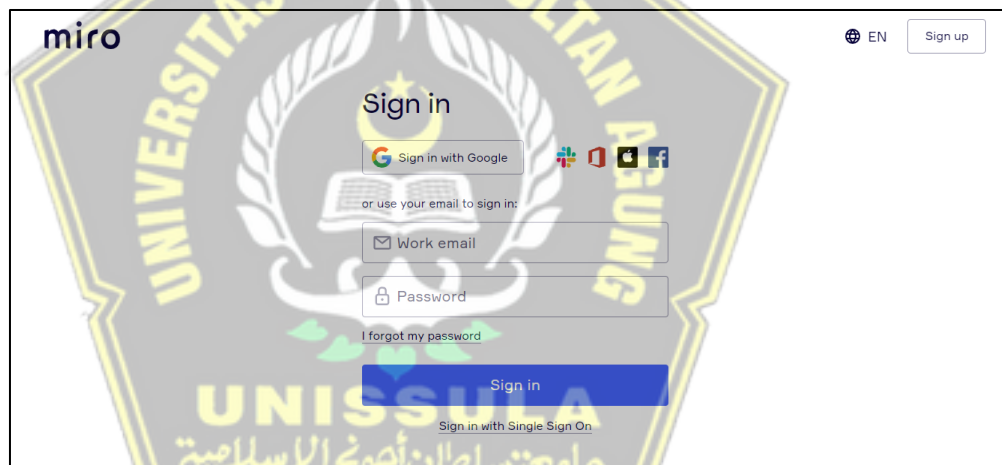 miro
EN
Sign up
Sign in
Sign in with Google
or use your email to sign in:
Work email
Password
I forgot my password
Sign in
Sign in with Single Sign On
UNIVERSITAS
AGUNG
UNISSULA